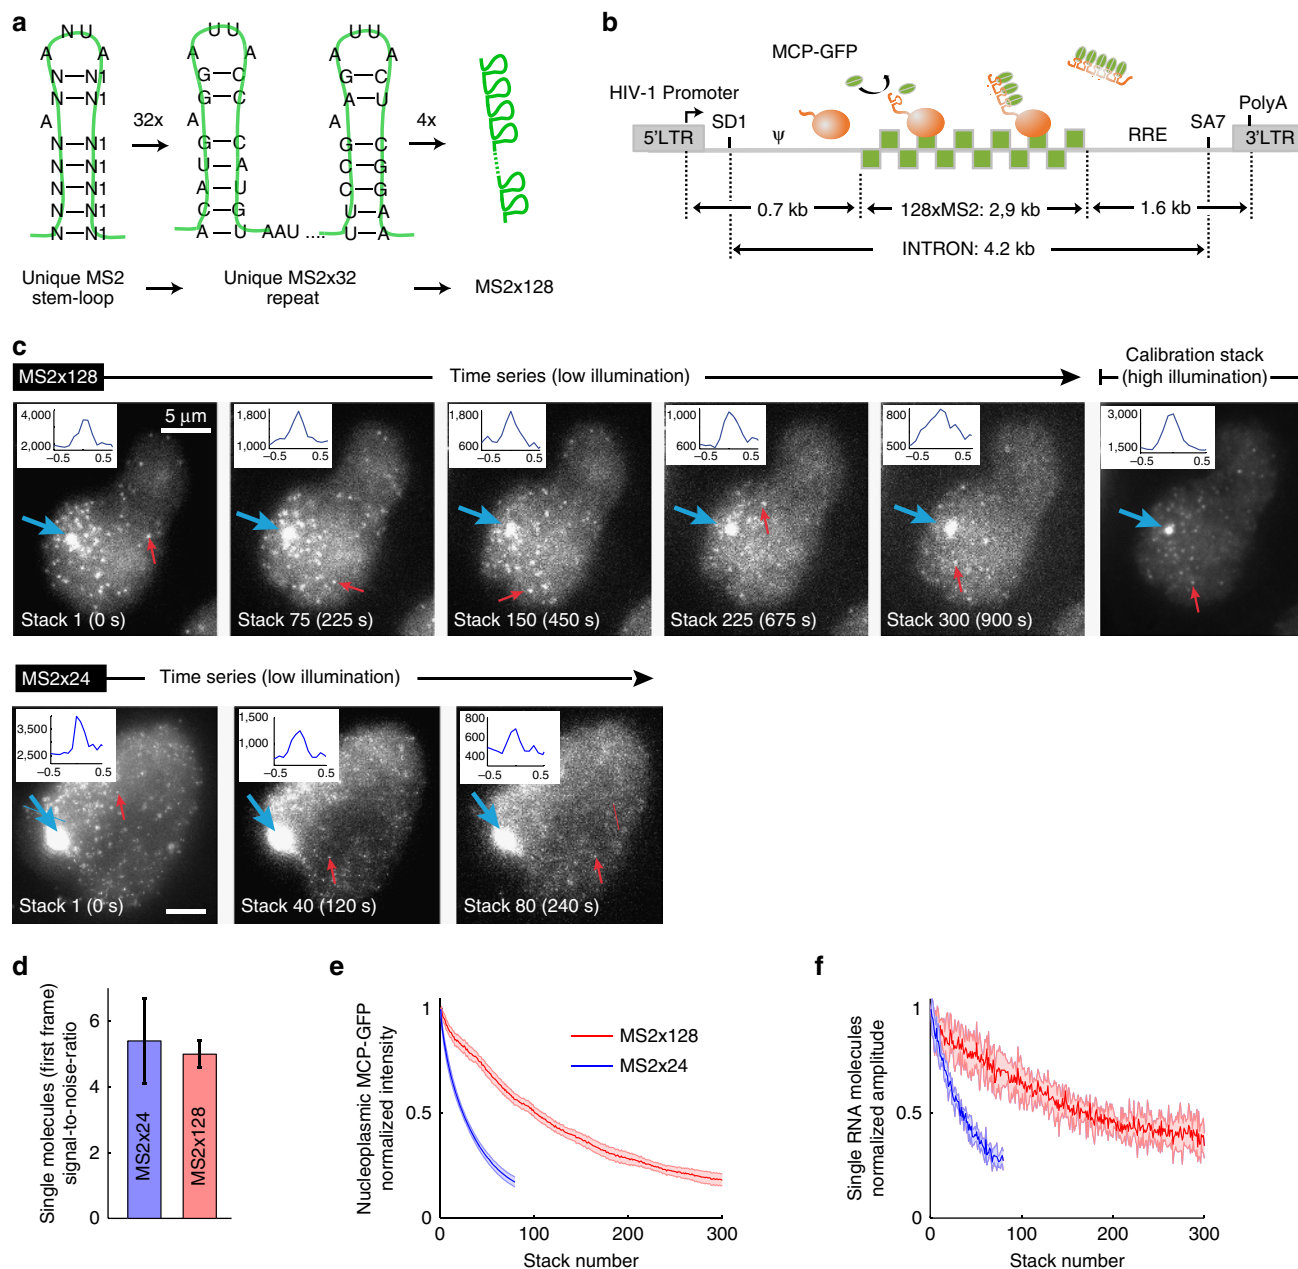 a
A N U A
N—N1
N—N1
A
N—N1
N—N1
N—N1
N—N1
N—N1
32x
A U U A
G—C
G—C
A
G—C
U—A
A—U
C—G
A—U
AAU ....
A U U A
G—C
A—U
A
G—C
C—G
C—G
U—A
U—A
4x
Unique MS2
stem-loop
Unique MS2x32
repeat
MS2x128
b
MCP-GFP
HIV-1 Promoter
5'LTR
SD1
ψ
RRE
SA7
PolyA
3'LTR
0.7 kb
128xMS2: 2,9 kb
1.6 kb
INTRON: 4.2 kb
c
MS2x128
Time series (low illumination)
Calibration stack
(high illumination)
4,000
2,000
–0.5 0.5
5 μm
Stack 1 (0 s)
1,800
1,000
–0.5 0.5
Stack 75 (225 s)
1,800
600
–0.5 0.5
Stack 150 (450 s)
1,000
600
–0.5 0.5
Stack 225 (675 s)
800
500
–0.5 0.5
Stack 300 (900 s)
3,000
1,500
–0.5 0.5
MS2x24
Time series (low illumination)
3,500
2,500
–0.5 0.5
Stack 1 (0 s)
1,500
1,000
–0.5 0.5
Stack 40 (120 s)
800
600
400
–0.5 0.5
Stack 80 (240 s)
d
Single molecules (first frame)
signal-to-noise-ratio
6
4
2
0
MS2x24
MS2x128
e
Nucleoplasmic MCP-GFP
normalized intensity
1
0.5
0
0 100 200 300
Stack number
MS2x128
MS2x24
f
Single RNA molecules
normalized amplitude
1
0.5
0
0 100 200 300
Stack number